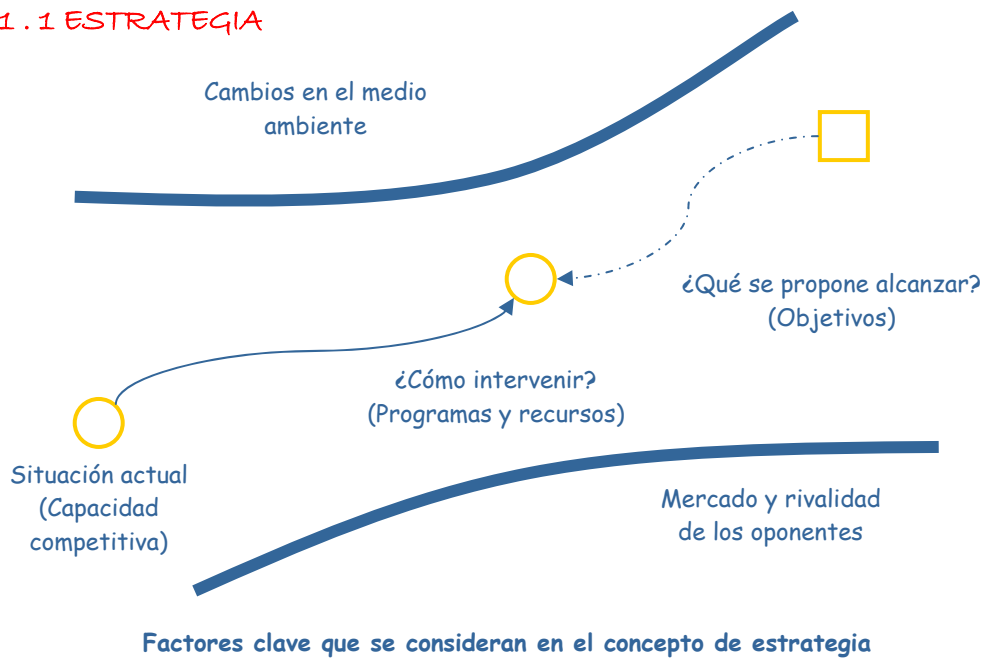 1.1 ESTRATEGIA
Cambios en el medio
ambiente
¿Qué se propone alcanzar?
(Objetivos)
¿Cómo intervenir?
(Programas y recursos)
Situación actual
(Capacidad
competitiva)
Mercado y rivalidad
de los oponentes
Factores clave que se consideran en el concepto de estrategia